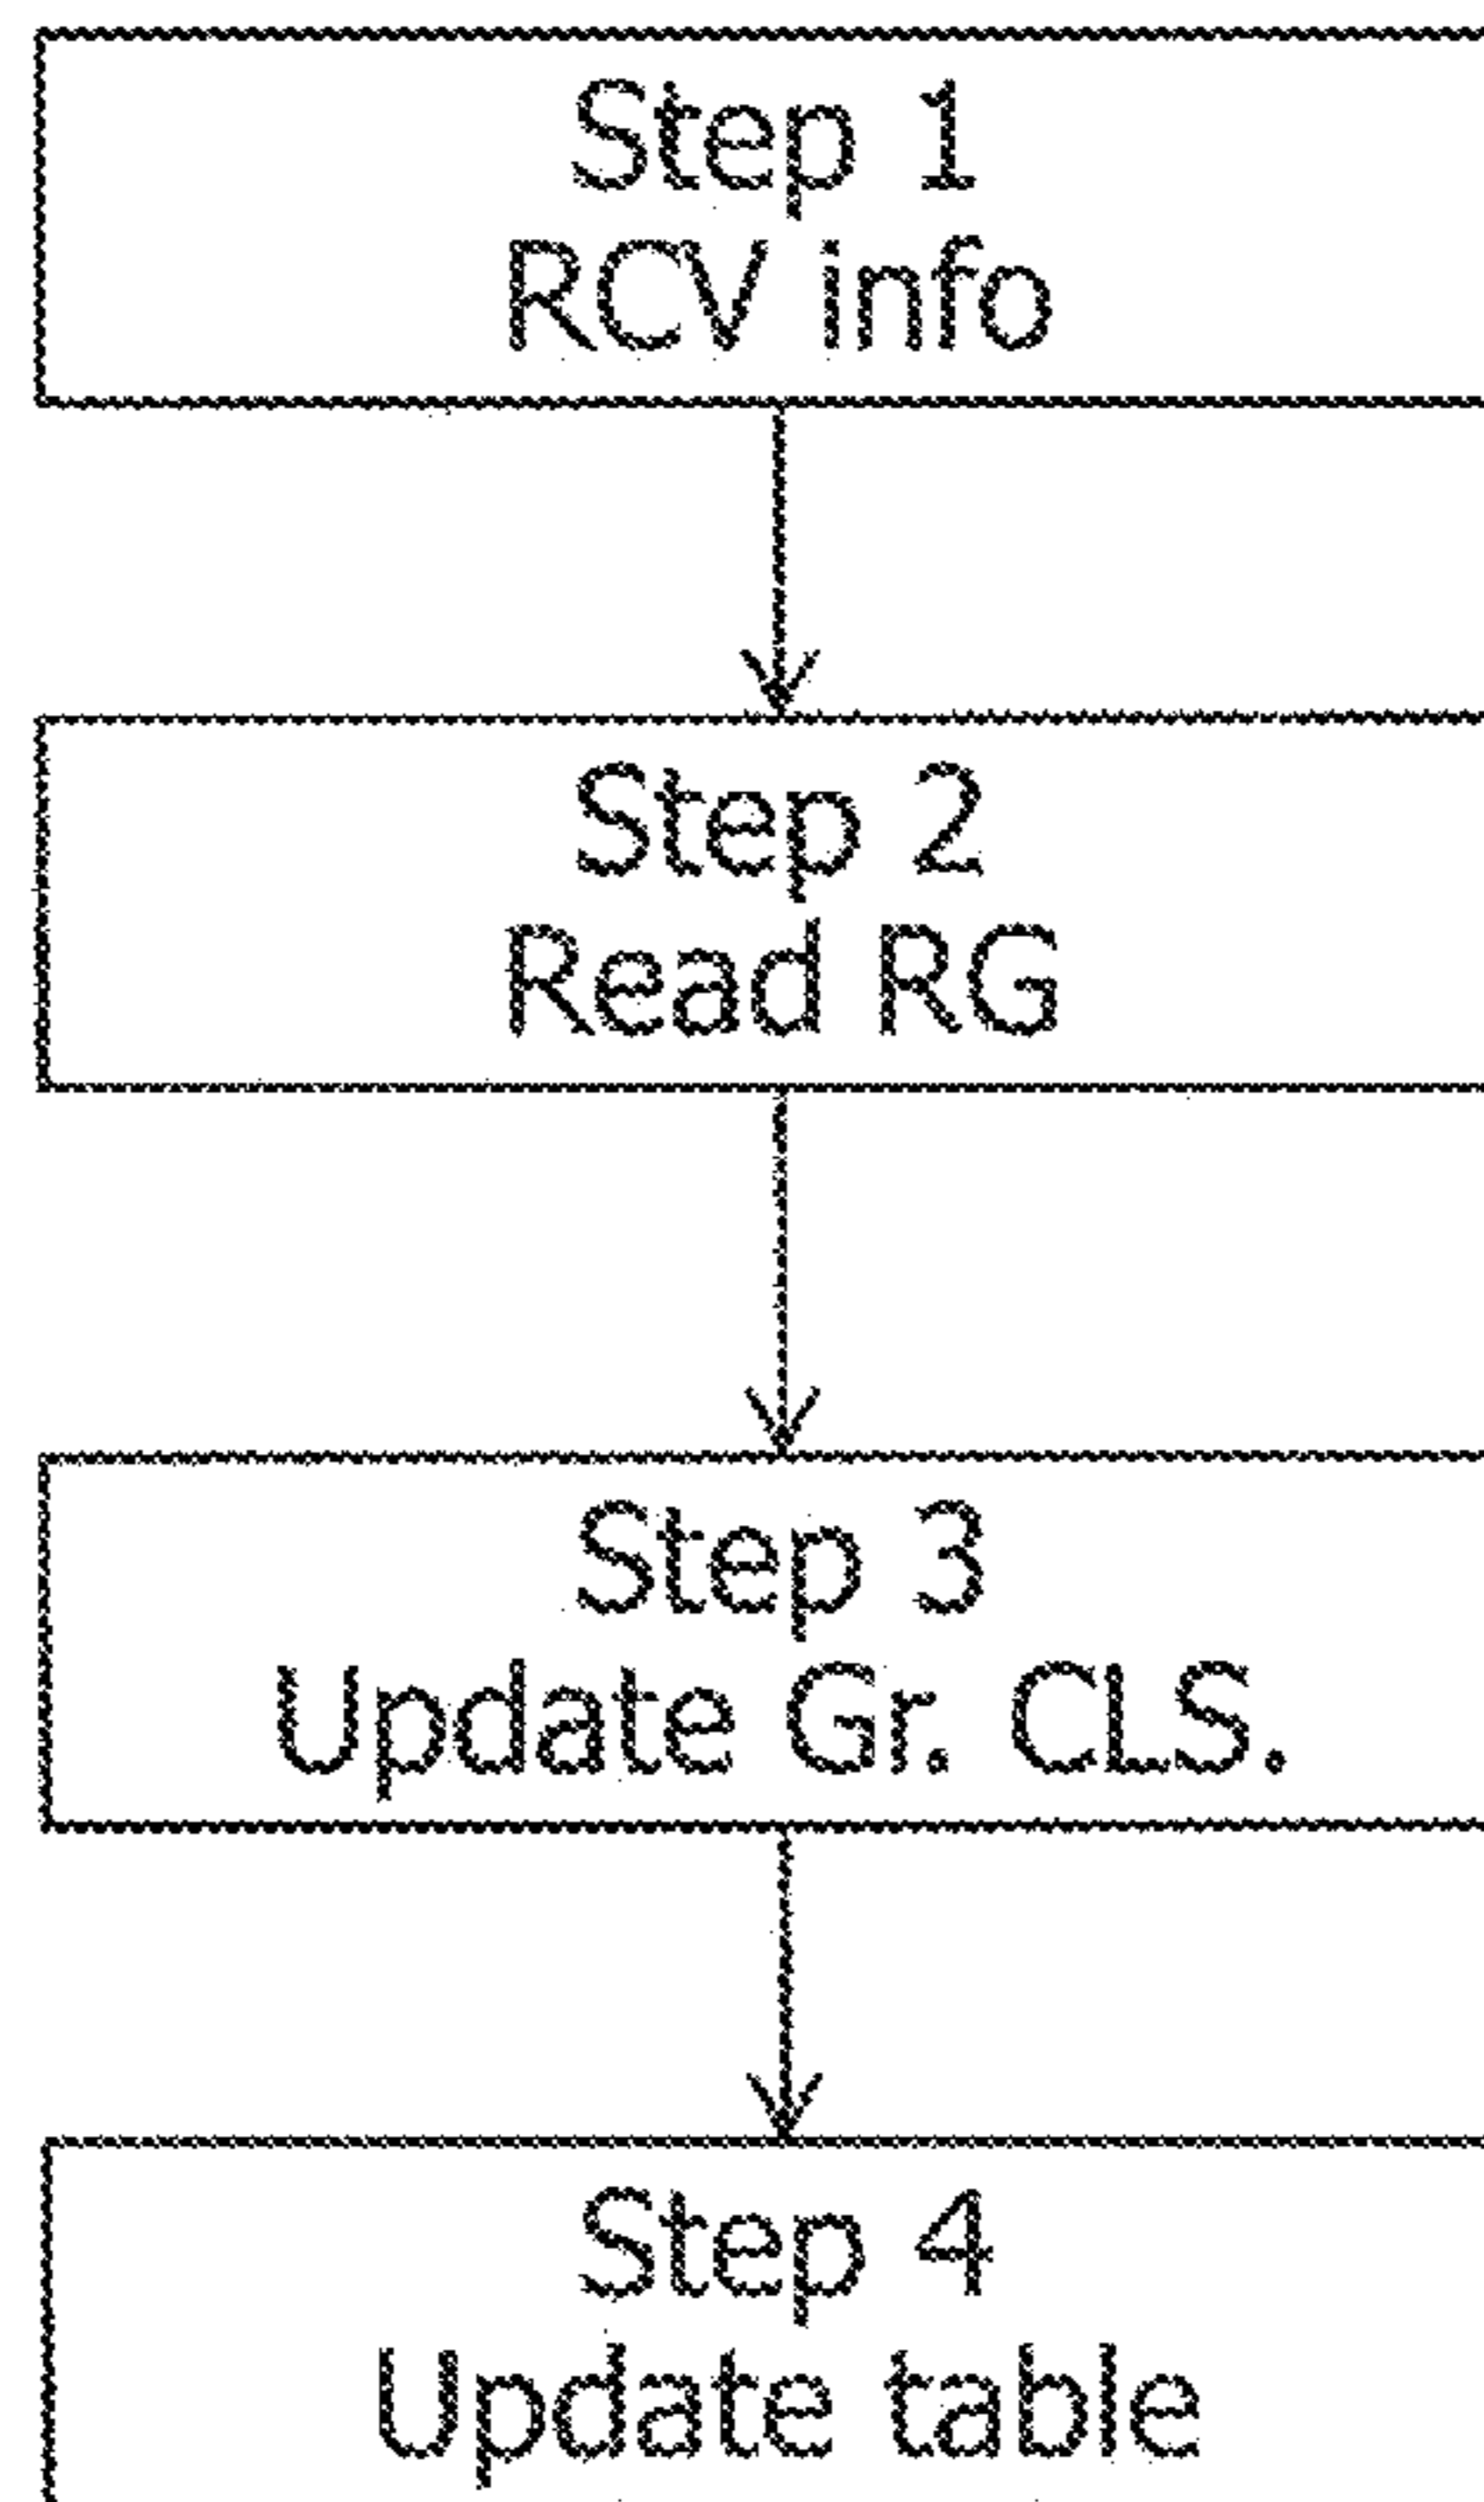 Step 1
RCV info
Step 2
Read RG
Step 3
Update Gr. CLS.
Step 4
Update table